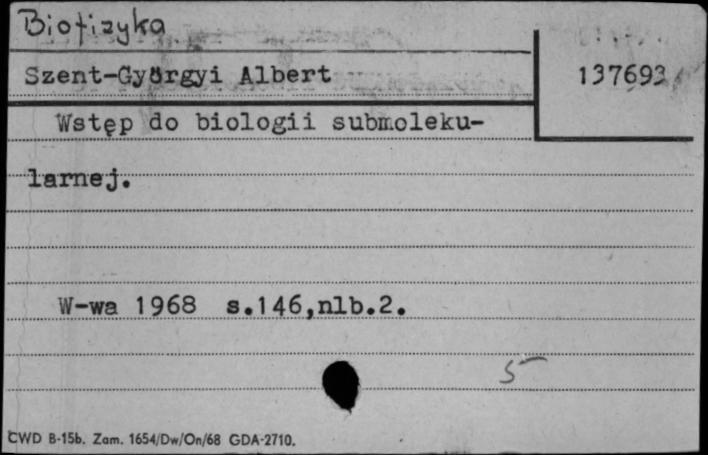 Biofizyka
Szent-Györgyi Albert
137693
Wstęp do biologii submoleku-
larnej.
W-wa 1968 s.146,nlb.2.
5
CWD B-15b. Zam. 1654/Dw/On/68 GDA-2710.